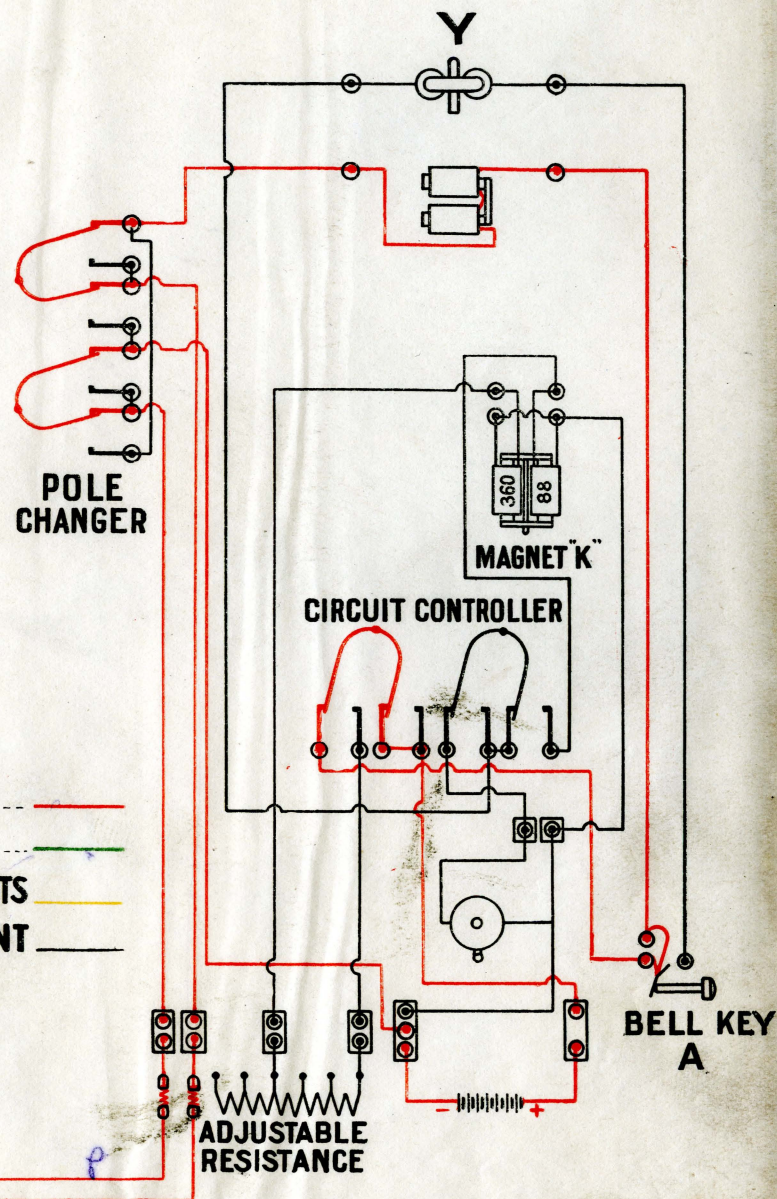 Y
POLE
CHANGER
360
88
MAGNET "K"
CIRCUIT CONTROLLER
TS
NT
BELL KEY
A
- +
ADJUSTABLE
RESISTANCE
P